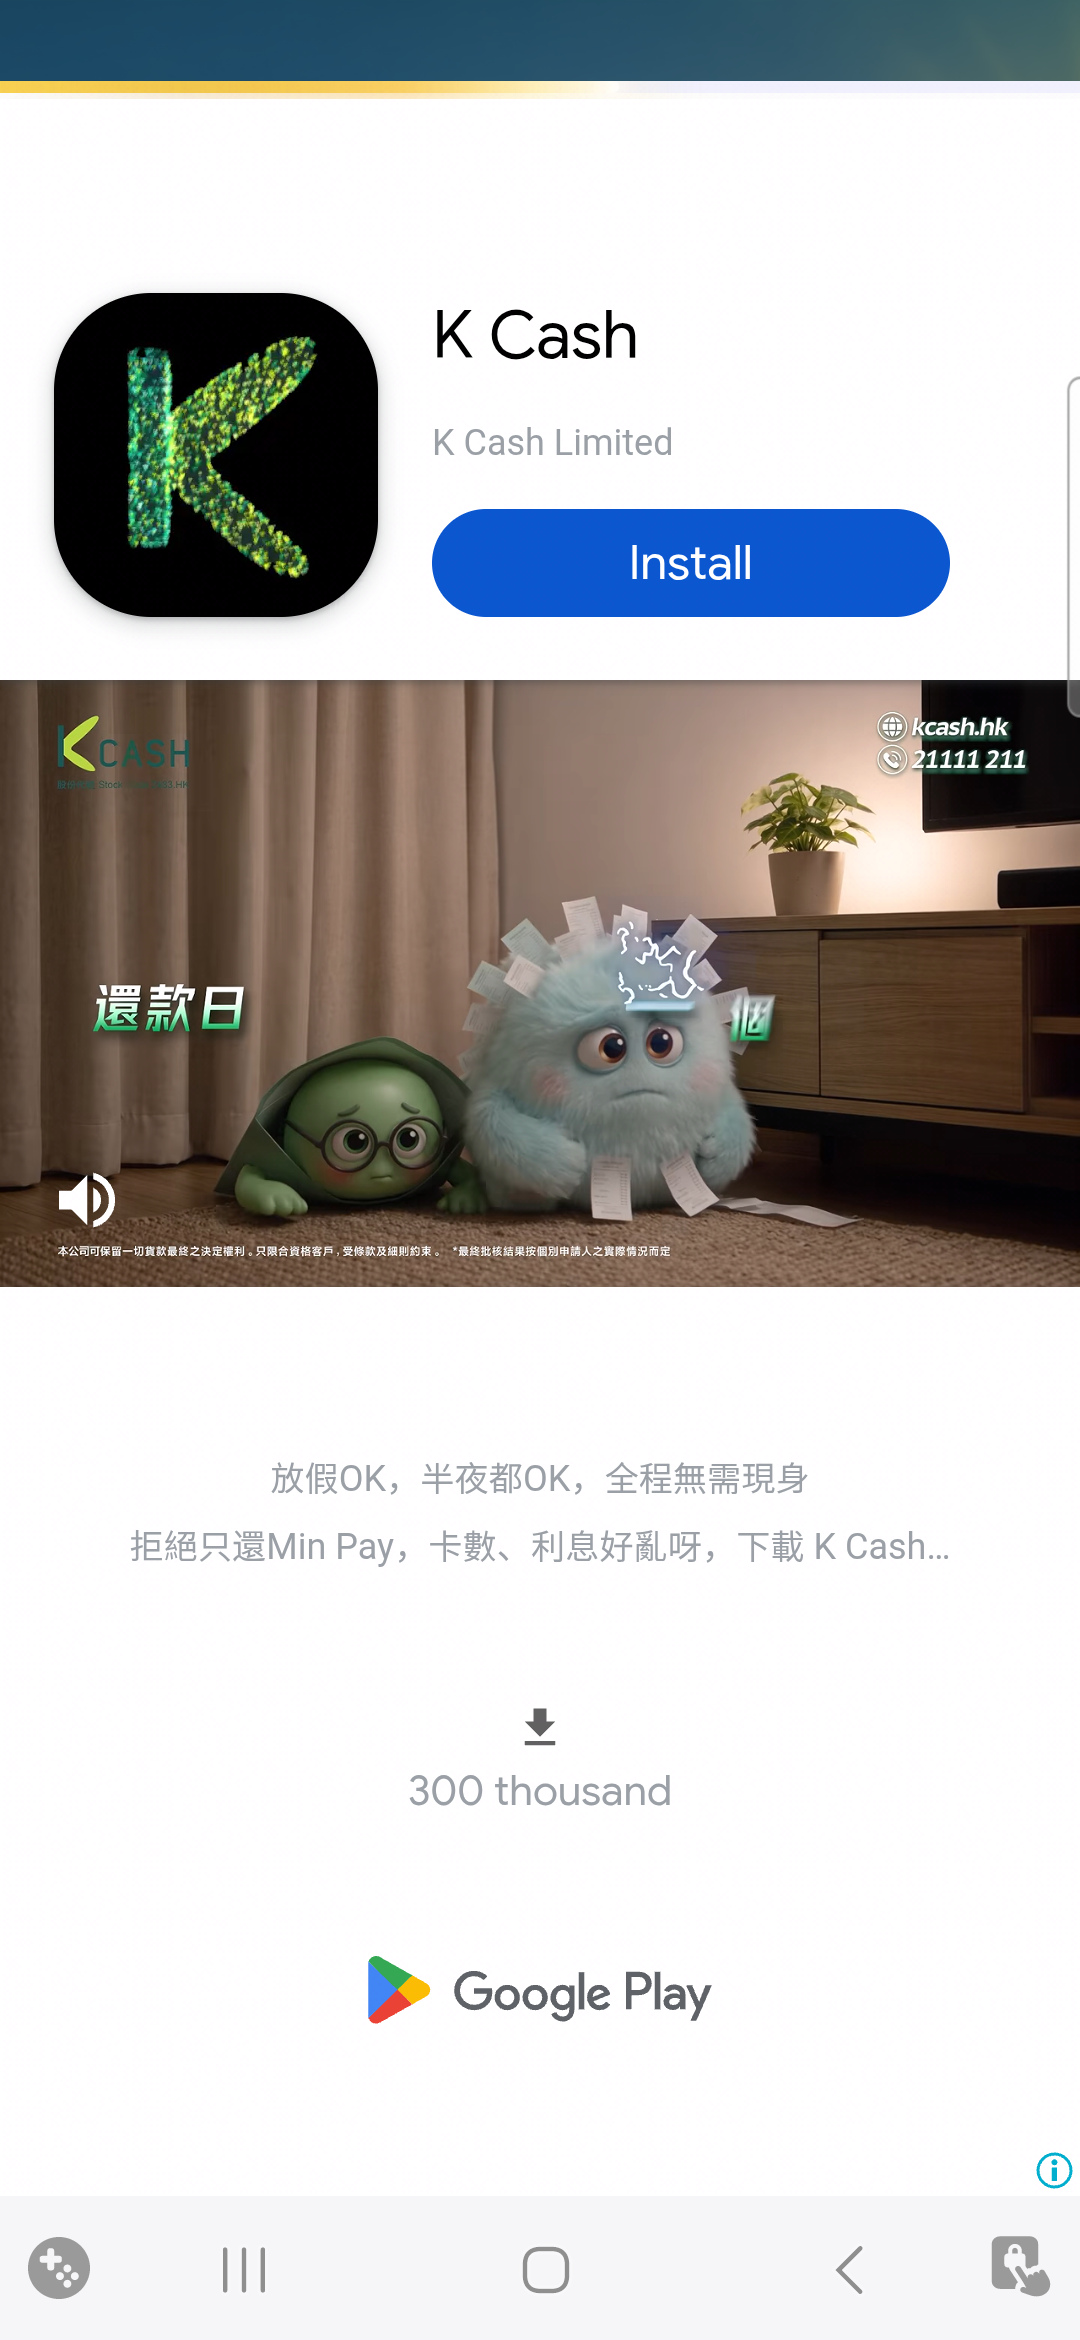 K Cash
K Cash Limited
Install
K CASH
kcash.hk
21111 211
還款日
個
本公司可保留一切貸款最終之決定權利。只限合資格客戶,受條款及細則約束。 *最終批核結果按個別申請人之實際情況而定
放假OK，半夜都OK，全程無需現身
拒絕只還Min Pay，卡數、利息好亂呀，下載 K Cash...
300 thousand
Google Play